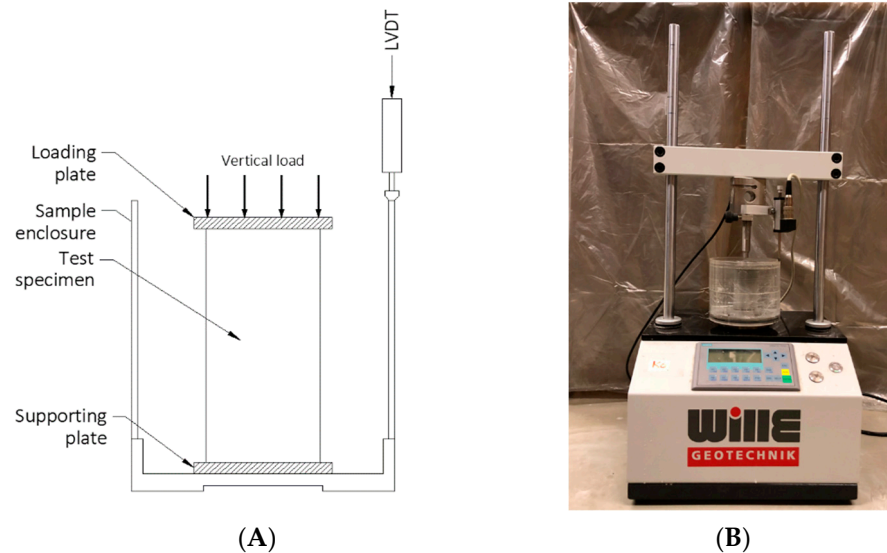 LVDT
Loading
plate
Vertical load
Sample
enclosure
Test
specimen
Supporting
plate
WillE
GEOTECHNIK
(A)
(B)